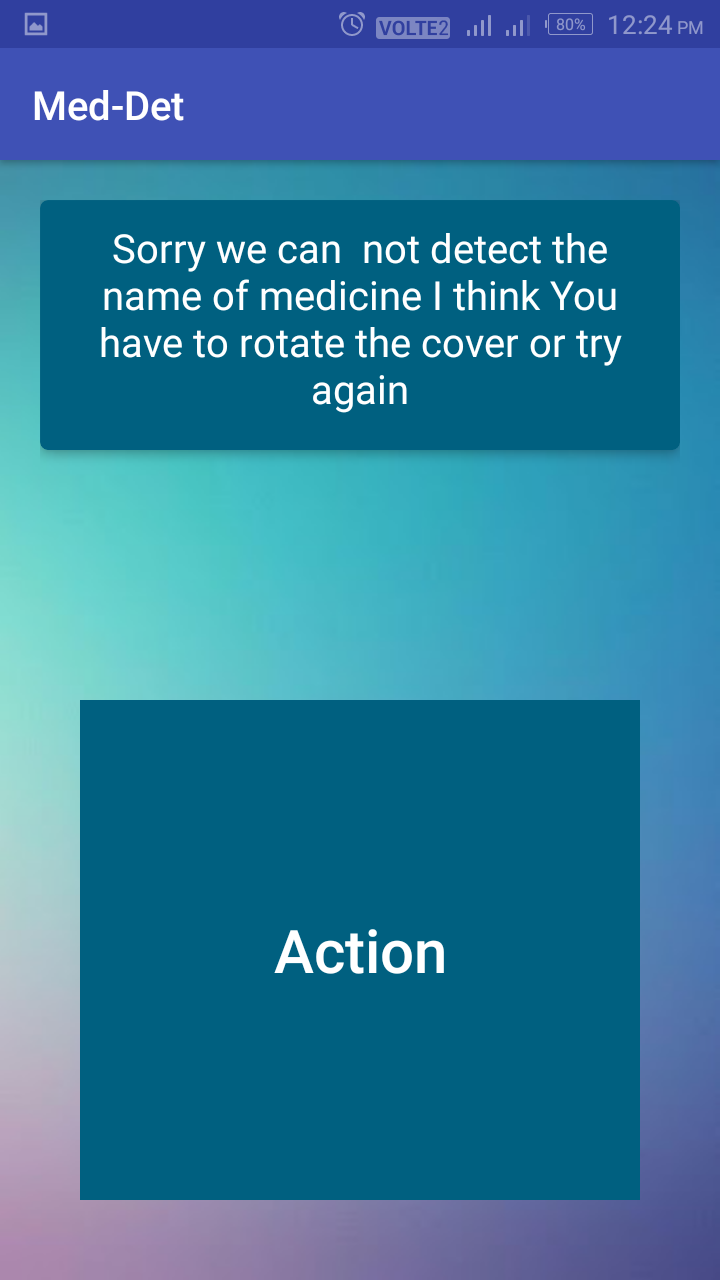 VOLTE2 80% 12:24 PM
Med-Det
Sorry we can  not detect the
name of medicine I think You
have to rotate the cover or try
again
Action